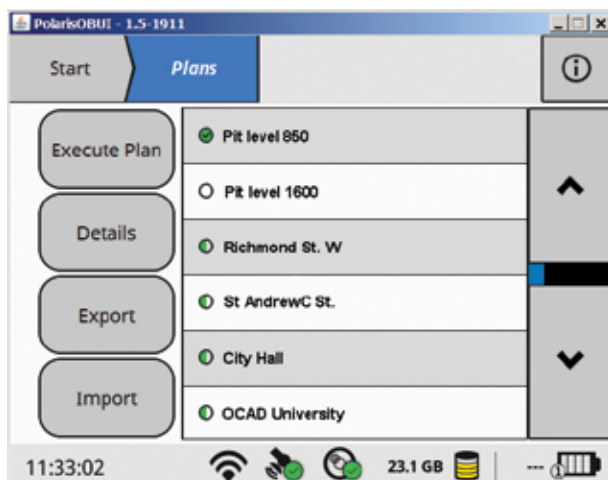 PolarisOBUI - 1.5-1911
Start
Plans
Execute Plan
Details
Export
Import
Pit level 850
Pit level 1600
Richmond St. W
St AndrewC St.
City Hall
OCAD University
11:33:02
23.1 GB
---